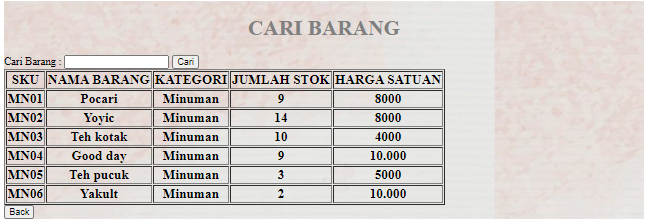 CARI BARANG
Cari Barang : Cari
SKU NAMA BARANG KATEGORI JUMLAH STOK HARGA SATUAN
MN01 Pocari Minuman 9 8000
MN02 Yoyic Minuman 14 8000
MN03 Teh kotak Minuman 10 4000
MN04 Good day Minuman 9 10.000
MN05 Teh pucuk Minuman 3 5000
MN06 Yakult Minuman 2 10.000
Back